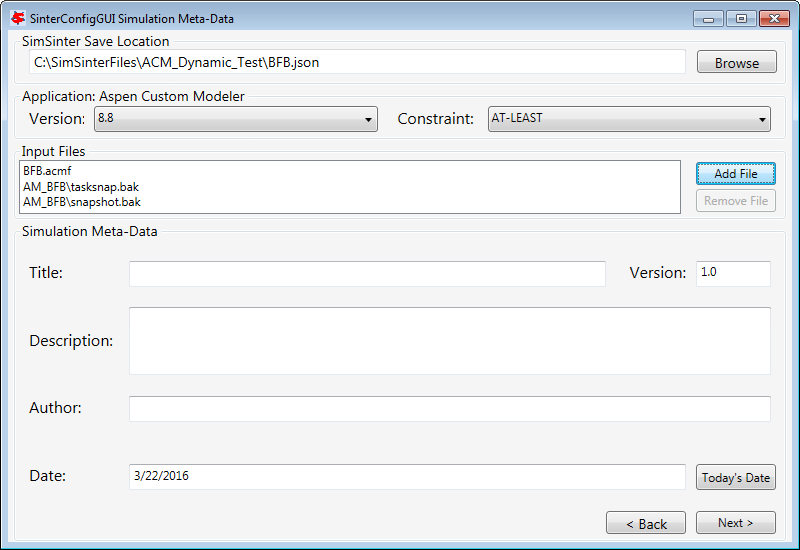 SinterConfigGUI Simulation Meta-Data
SimSinter Save Location
C:\SimSinterFiles\ACM_Dynamic_Test\BFB.json
Browse
Application: Aspen Custom Modeler
Version: 8.8 Constraint: AT-LEAST
Input Files
BFB.acmf
AM_BFB\tasksnap.bak
AM_BFB\snapshot.bak
Add File
Remove File
Simulation Meta-Data
Title: Version: 1.0
Description:
Author:
Date: 3/22/2016 Today's Date
< Back Next >